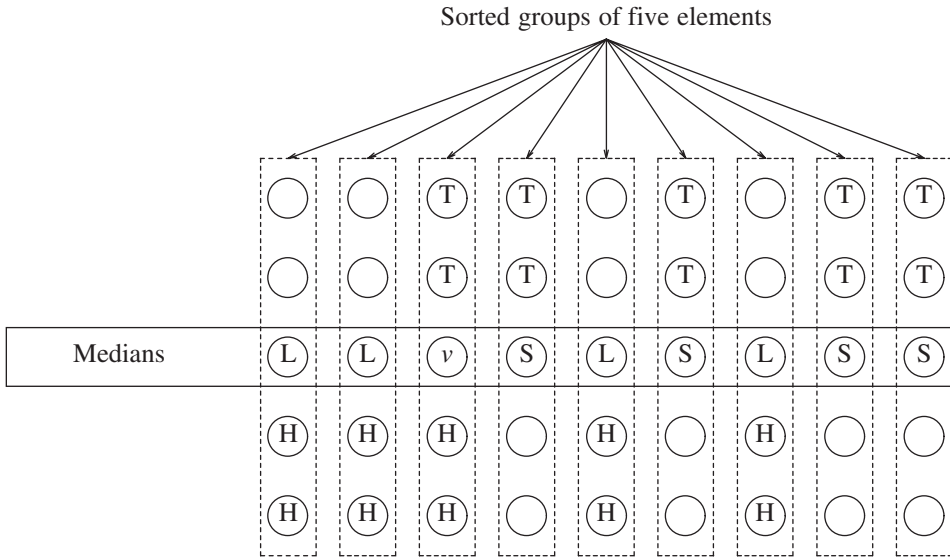 Sorted groups of five elements
T T T T T
T T T T T
Medians L L v S L S L S S
H H H H H
H H H H H